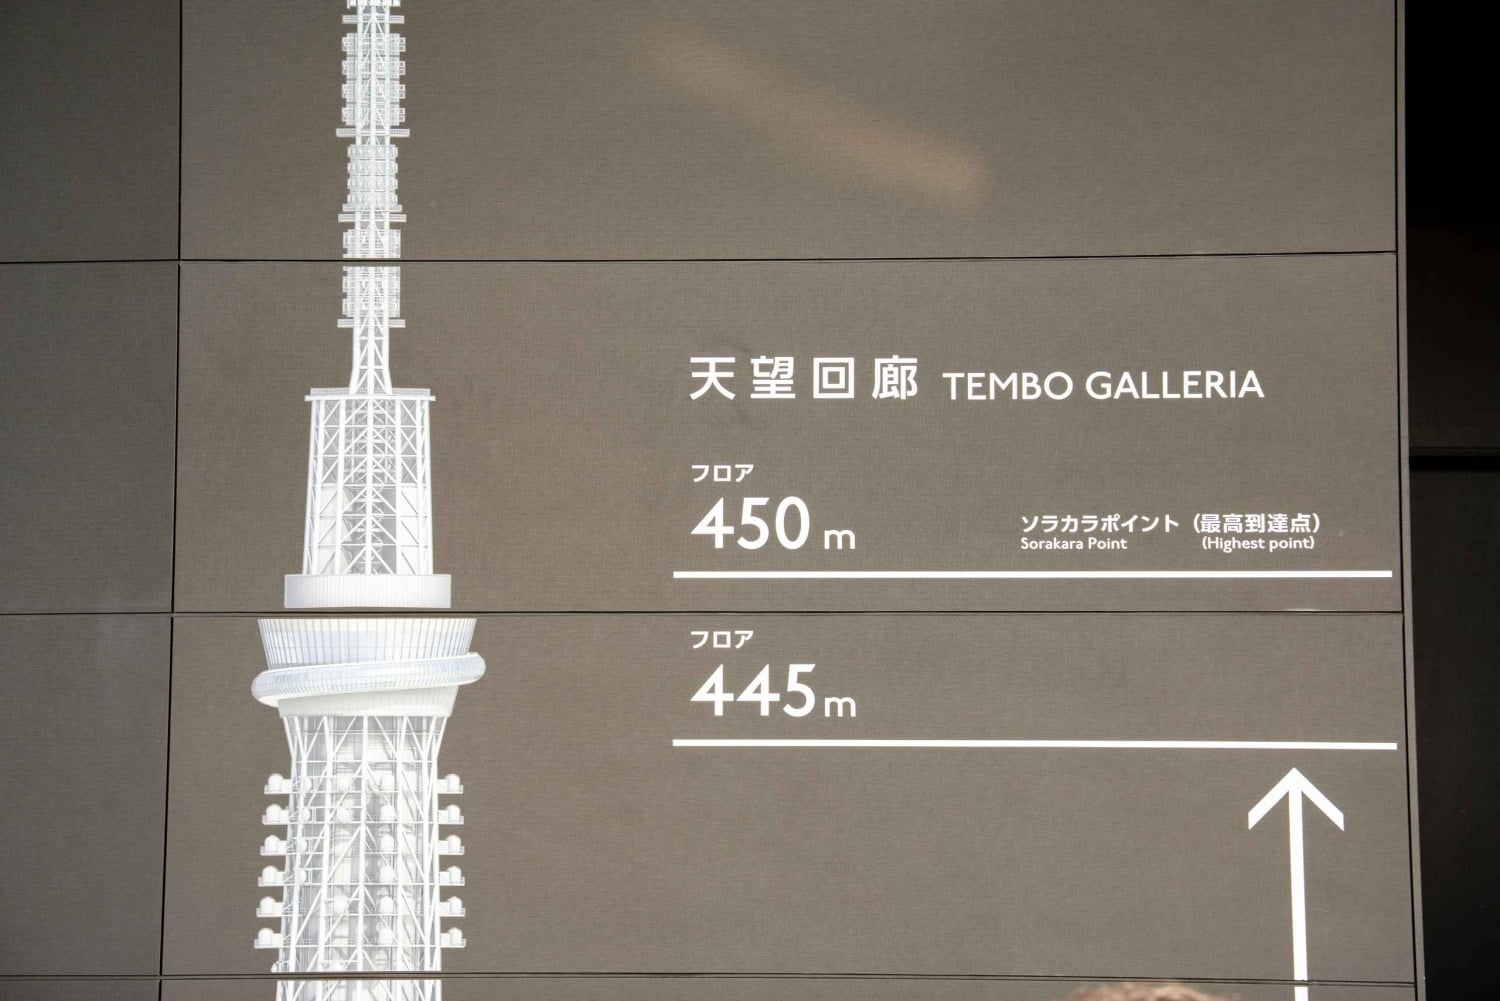 天望回廊 TEMBO GALLERIA
フロア
450 m
ソラカラポイント（最高到達点）
Sorakara Point (Highest point)
フロア
445 m